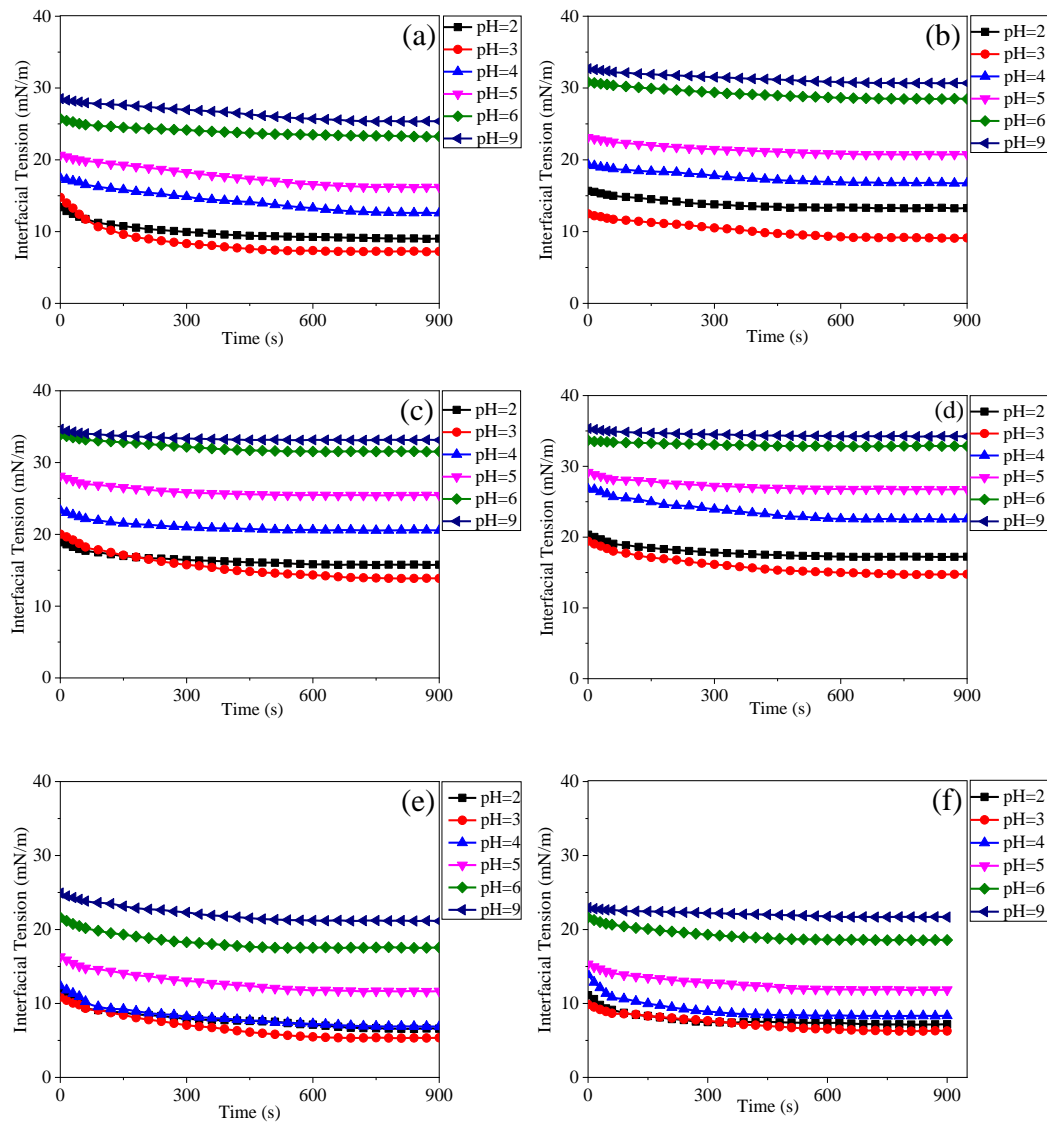 (a)
40
30
20
10
0
Interfacial Tension (mN/m)
0 300 600 900
Time (s)
pH=2
pH=3
pH=4
pH=5
pH=6
pH=9
(b)
40
30
20
10
0
Interfacial Tension (mN/m)
0 300 600 900
Time (s)
pH=2
pH=3
pH=4
pH=5
pH=6
pH=9
(c)
40
30
20
10
0
Interfacial Tension (mN/m)
0 300 600 900
Time (s)
pH=2
pH=3
pH=4
pH=5
pH=6
pH=9
(d)
40
30
20
10
0
Interfacial Tension (mN/m)
0 300 600 900
Time (s)
pH=2
pH=3
pH=4
pH=5
pH=6
pH=9
(e)
40
30
20
10
0
Interfacial Tension (mN/m)
0 300 600 900
Time (s)
pH=2
pH=3
pH=4
pH=5
pH=6
pH=9
(f)
40
30
20
10
0
Interfacial Tension (mN/m)
0 300 600 900
Time (s)
pH=2
pH=3
pH=4
pH=5
pH=6
pH=9